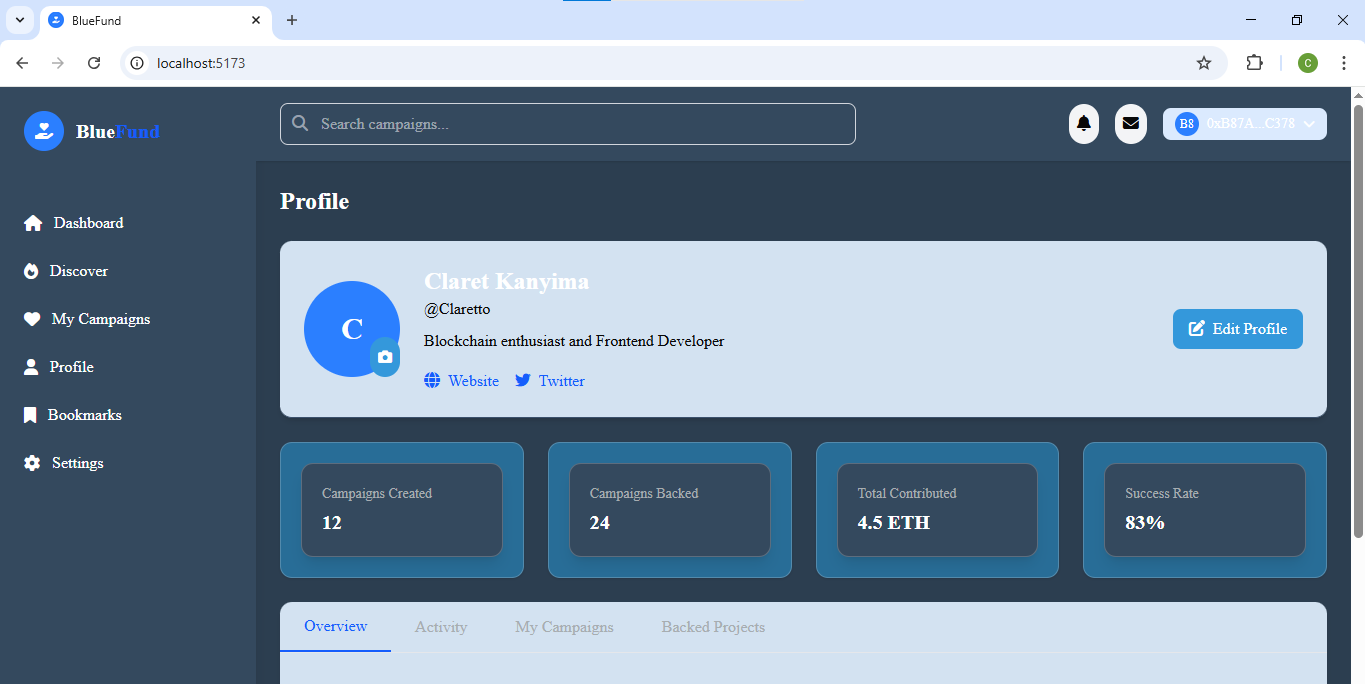 BlueFund
localhost:5173
C
BlueFund
Search campaigns...
B8 0xB87A...C378
Dashboard
Discover
My Campaigns
Profile
Bookmarks
Settings
Profile
C
Claret Kanyima
@Claretto
Blockchain enthusiast and Frontend Developer
Website Twitter
Edit Profile
Campaigns Created
12
Campaigns Backed
24
Total Contributed
4.5 ETH
Success Rate
83%
Overview Activity My Campaigns Backed Projects